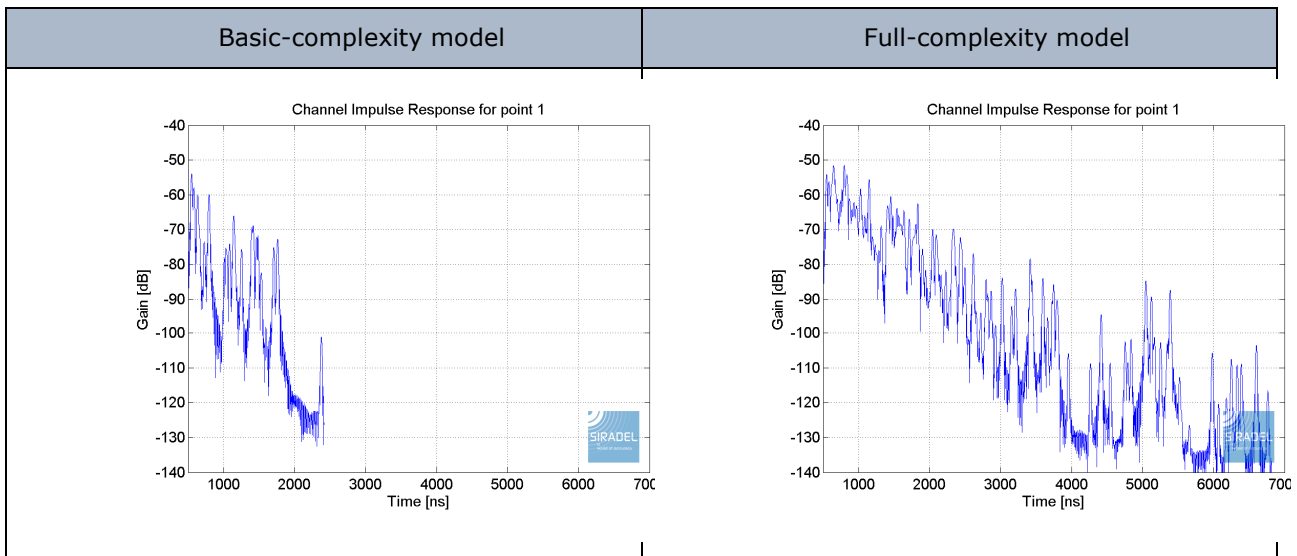 Basic-complexity model
Full-complexity model
Channel Impulse Response for point 1
-40
-50
-60
-70
-80
-90
-100
-110
-120
-130
-140
Gain [dB]
1000 2000 3000 4000 5000 6000 700
Time [ns]
SIRADEL
Channel Impulse Response for point 1
-40
-50
-60
-70
-80
-90
-100
-110
-120
-130
-140
Gain [dB]
1000 2000 3000 4000 5000 6000 700
Time [ns]
SIRADEL